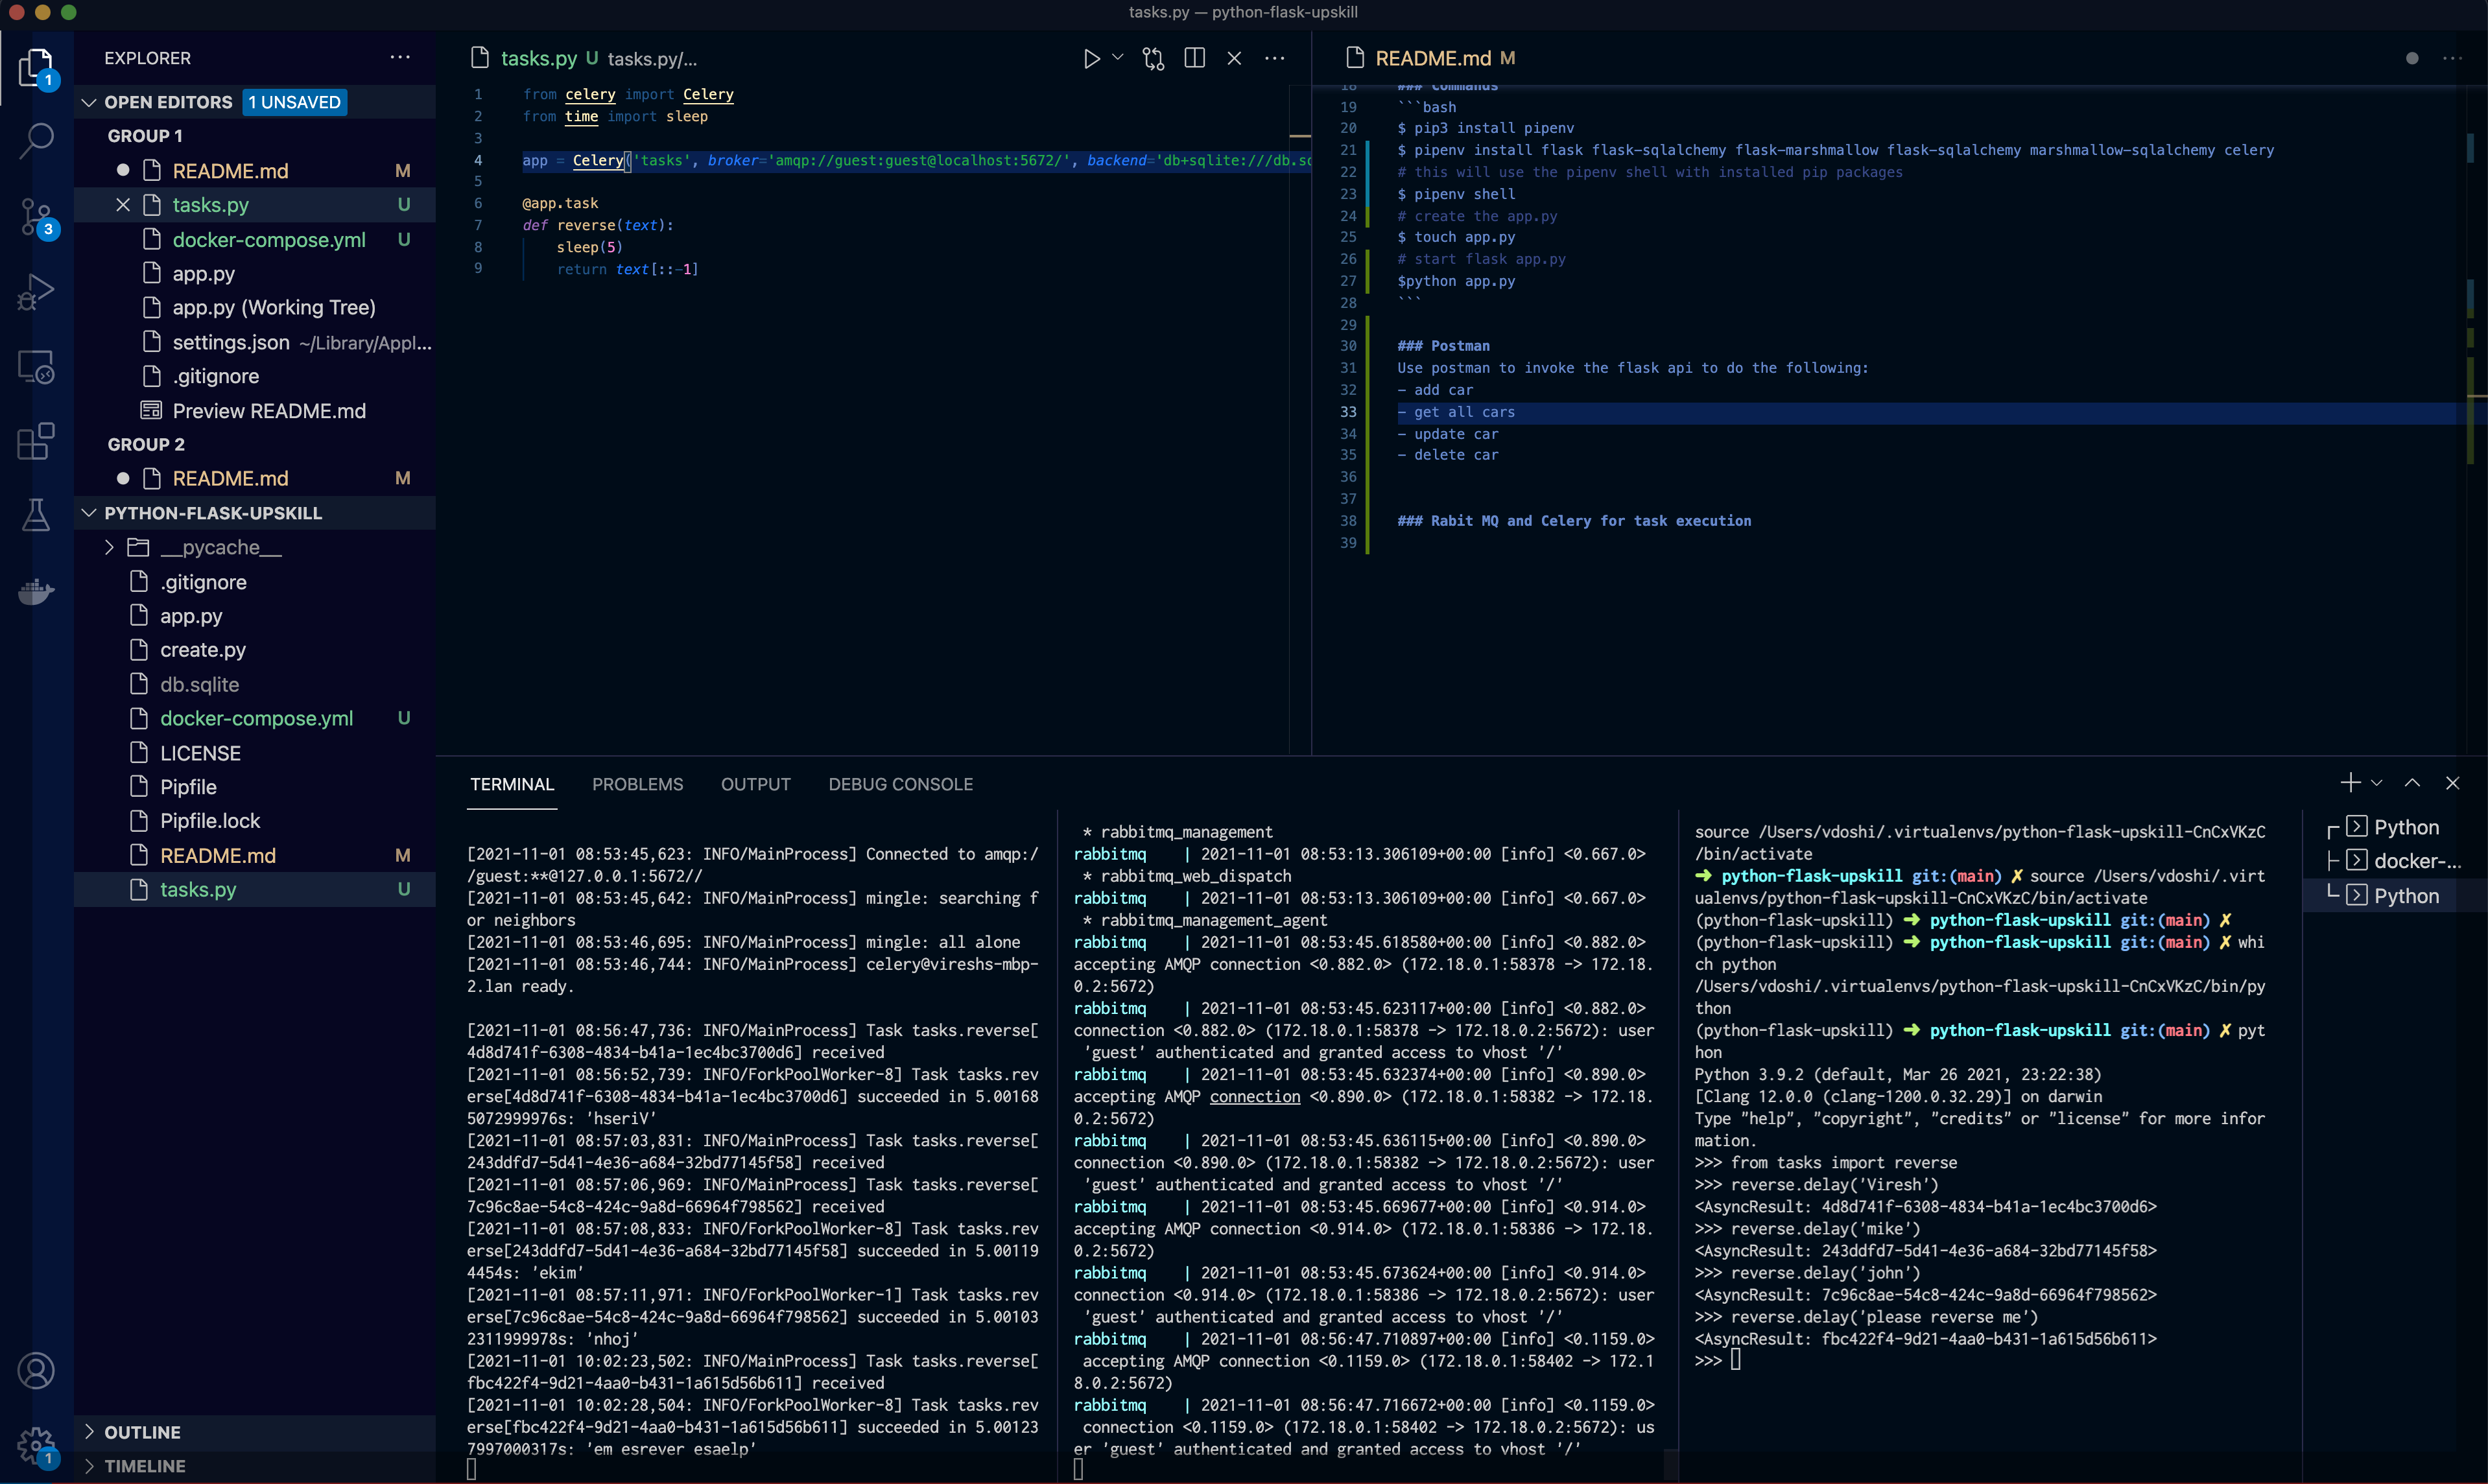 tasks.py — python-flask-upskill
EXPLORER
OPEN EDITORS 1 UNSAVED
GROUP 1
README.md M
tasks.py U
docker-compose.yml U
app.py
app.py (Working Tree)
settings.json ~/Library/Appl...
.gitignore
Preview README.md
GROUP 2
README.md M
PYTHON-FLASK-UPSKILL
__pycache__
.gitignore
app.py
create.py
db.sqlite
docker-compose.yml U
LICENSE
Pipfile
Pipfile.lock
README.md M
tasks.py U
OUTLINE
TIMELINE
1
3
1
tasks.py U tasks.py/...
1 from celery import Celery
2 from time import sleep
3
4 app = Celery('tasks', broker='amqp://guest:guest@localhost:5672/', backend='db+sqlite:///db.sq
5
6 @app.task
7 def reverse(text):
8 sleep(5)
9 return text[::-1]
README.md M
18 ### Commands
19 ```bash
20 $ pip3 install pipenv
21 $ pipenv install flask flask-sqlalchemy flask-marshmallow flask-sqlalchemy marshmallow-sqlalchemy celery
22 # this will use the pipenv shell with installed pip packages
23 $ pipenv shell
24 # create the app.py
25 $ touch app.py
26 # start flask app.py
27 $python app.py
28 ```
29
30 ### Postman
31 Use postman to invoke the flask api to do the following:
32 - add car
33 - get all cars
34 - update car
35 - delete car
36
37
38 ### Rabit MQ and Celery for task execution
39
TERMINAL PROBLEMS OUTPUT DEBUG CONSOLE
[2021-11-01 08:53:45,623: INFO/MainProcess] Connected to amqp:/
/guest:**@127.0.0.1:5672//
[2021-11-01 08:53:45,642: INFO/MainProcess] mingle: searching f
or neighbors
[2021-11-01 08:53:46,695: INFO/MainProcess] mingle: all alone
[2021-11-01 08:53:46,744: INFO/MainProcess] celery@vireshs-mbp-
2.lan ready.
[2021-11-01 08:56:47,736: INFO/MainProcess] Task tasks.reverse[
4d8d741f-6308-4834-b41a-1ec4bc3700d6] received
[2021-11-01 08:56:52,739: INFO/ForkPoolWorker-8] Task tasks.rev
erse[4d8d741f-6308-4834-b41a-1ec4bc3700d6] succeeded in 5.00168
5072999976s: 'hseriV'
[2021-11-01 08:57:03,831: INFO/MainProcess] Task tasks.reverse[
243ddfd7-5d41-4e36-a684-32bd77145f58] received
[2021-11-01 08:57:06,969: INFO/MainProcess] Task tasks.reverse[
7c96c8ae-54c8-424c-9a8d-66964f798562] received
[2021-11-01 08:57:08,833: INFO/ForkPoolWorker-8] Task tasks.rev
erse[243ddfd7-5d41-4e36-a684-32bd77145f58] succeeded in 5.00119
4454s: 'ekim'
[2021-11-01 08:57:11,971: INFO/ForkPoolWorker-1] Task tasks.rev
erse[7c96c8ae-54c8-424c-9a8d-66964f798562] succeeded in 5.00103
2311999978s: 'nhoj'
[2021-11-01 10:02:23,502: INFO/MainProcess] Task tasks.reverse[
fbc422f4-9d21-4aa0-b431-1a615d56b611] received
[2021-11-01 10:02:28,504: INFO/ForkPoolWorker-8] Task tasks.rev
erse[fbc422f4-9d21-4aa0-b431-1a615d56b611] succeeded in 5.00123
7997000317s: 'em esrever esaelp'
* rabbitmq_management
rabbitmq | 2021-11-01 08:53:13.306109+00:00 [info] <0.667.0>
* rabbitmq_web_dispatch
rabbitmq | 2021-11-01 08:53:13.306109+00:00 [info] <0.667.0>
* rabbitmq_management_agent
rabbitmq | 2021-11-01 08:53:45.618580+00:00 [info] <0.882.0>
accepting AMQP connection <0.882.0> (172.18.0.1:58378 -> 172.18.
0.2:5672)
rabbitmq | 2021-11-01 08:53:45.623117+00:00 [info] <0.882.0>
connection <0.882.0> (172.18.0.1:58378 -> 172.18.0.2:5672): user
'guest' authenticated and granted access to vhost '/'
rabbitmq | 2021-11-01 08:53:45.632374+00:00 [info] <0.890.0>
accepting AMQP connection <0.890.0> (172.18.0.1:58382 -> 172.18.
0.2:5672)
rabbitmq | 2021-11-01 08:53:45.636115+00:00 [info] <0.890.0>
connection <0.890.0> (172.18.0.1:58382 -> 172.18.0.2:5672): user
'guest' authenticated and granted access to vhost '/'
rabbitmq | 2021-11-01 08:53:45.669677+00:00 [info] <0.914.0>
accepting AMQP connection <0.914.0> (172.18.0.1:58386 -> 172.18.
0.2:5672)
rabbitmq | 2021-11-01 08:53:45.673624+00:00 [info] <0.914.0>
connection <0.914.0> (172.18.0.1:58386 -> 172.18.0.2:5672): user
'guest' authenticated and granted access to vhost '/'
rabbitmq | 2021-11-01 08:56:47.710897+00:00 [info] <0.1159.0>
accepting AMQP connection <0.1159.0> (172.18.0.1:58402 -> 172.1
8.0.2:5672)
rabbitmq | 2021-11-01 08:56:47.716672+00:00 [info] <0.1159.0>
connection <0.1159.0> (172.18.0.1:58402 -> 172.18.0.2:5672): us
er 'guest' authenticated and granted access to vhost '/'
source /Users/vdoshi/.virtualenvs/python-flask-upskill-CnCxVKzC
/bin/activate
➜ python-flask-upskill git:(main) ✗ source /Users/vdoshi/.virt
ualenvs/python-flask-upskill-CnCxVKzC/bin/activate
(python-flask-upskill) ➜ python-flask-upskill git:(main) ✗
(python-flask-upskill) ➜ python-flask-upskill git:(main) ✗ whi
ch python
/Users/vdoshi/.virtualenvs/python-flask-upskill-CnCxVKzC/bin/py
thon
(python-flask-upskill) ➜ python-flask-upskill git:(main) ✗ pyt
hon
Python 3.9.2 (default, Mar 26 2021, 23:22:38)
[Clang 12.0.0 (clang-1200.0.32.29)] on darwin
Type "help", "copyright", "credits" or "license" for more infor
mation.
>>> from tasks import reverse
>>> reverse.delay('Viresh')
<AsyncResult: 4d8d741f-6308-4834-b41a-1ec4bc3700d6>
>>> reverse.delay('mike')
<AsyncResult: 243ddfd7-5d41-4e36-a684-32bd77145f58>
>>> reverse.delay('john')
<AsyncResult: 7c96c8ae-54c8-424c-9a8d-66964f798562>
>>> reverse.delay('please reverse me')
<AsyncResult: fbc422f4-9d21-4aa0-b431-1a615d56b611>
>>>
Python
docker-...
Python